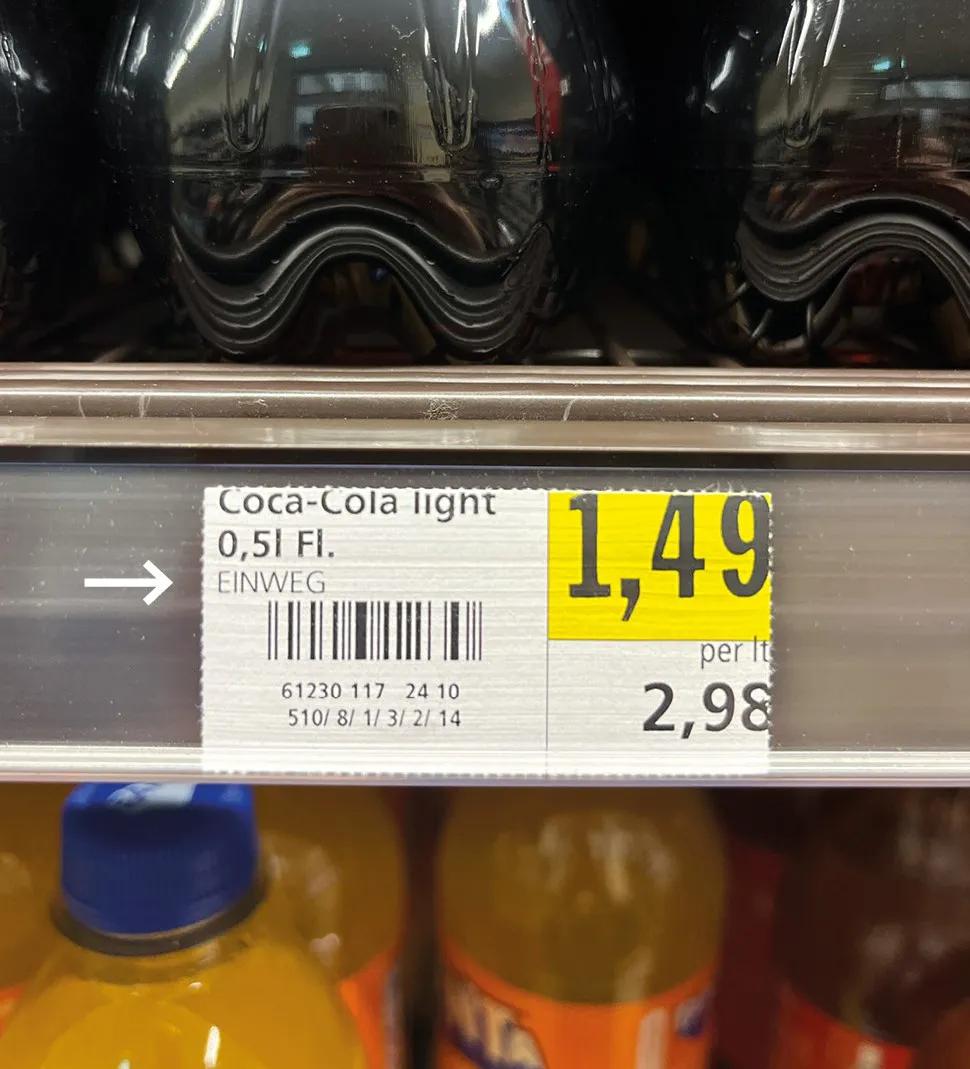 Coca-Cola light
0,5l Fl.
EINWEG
61230 117 24 10
510/ 8/ 1/ 3/ 2/ 14
1,49
per lt
2,98